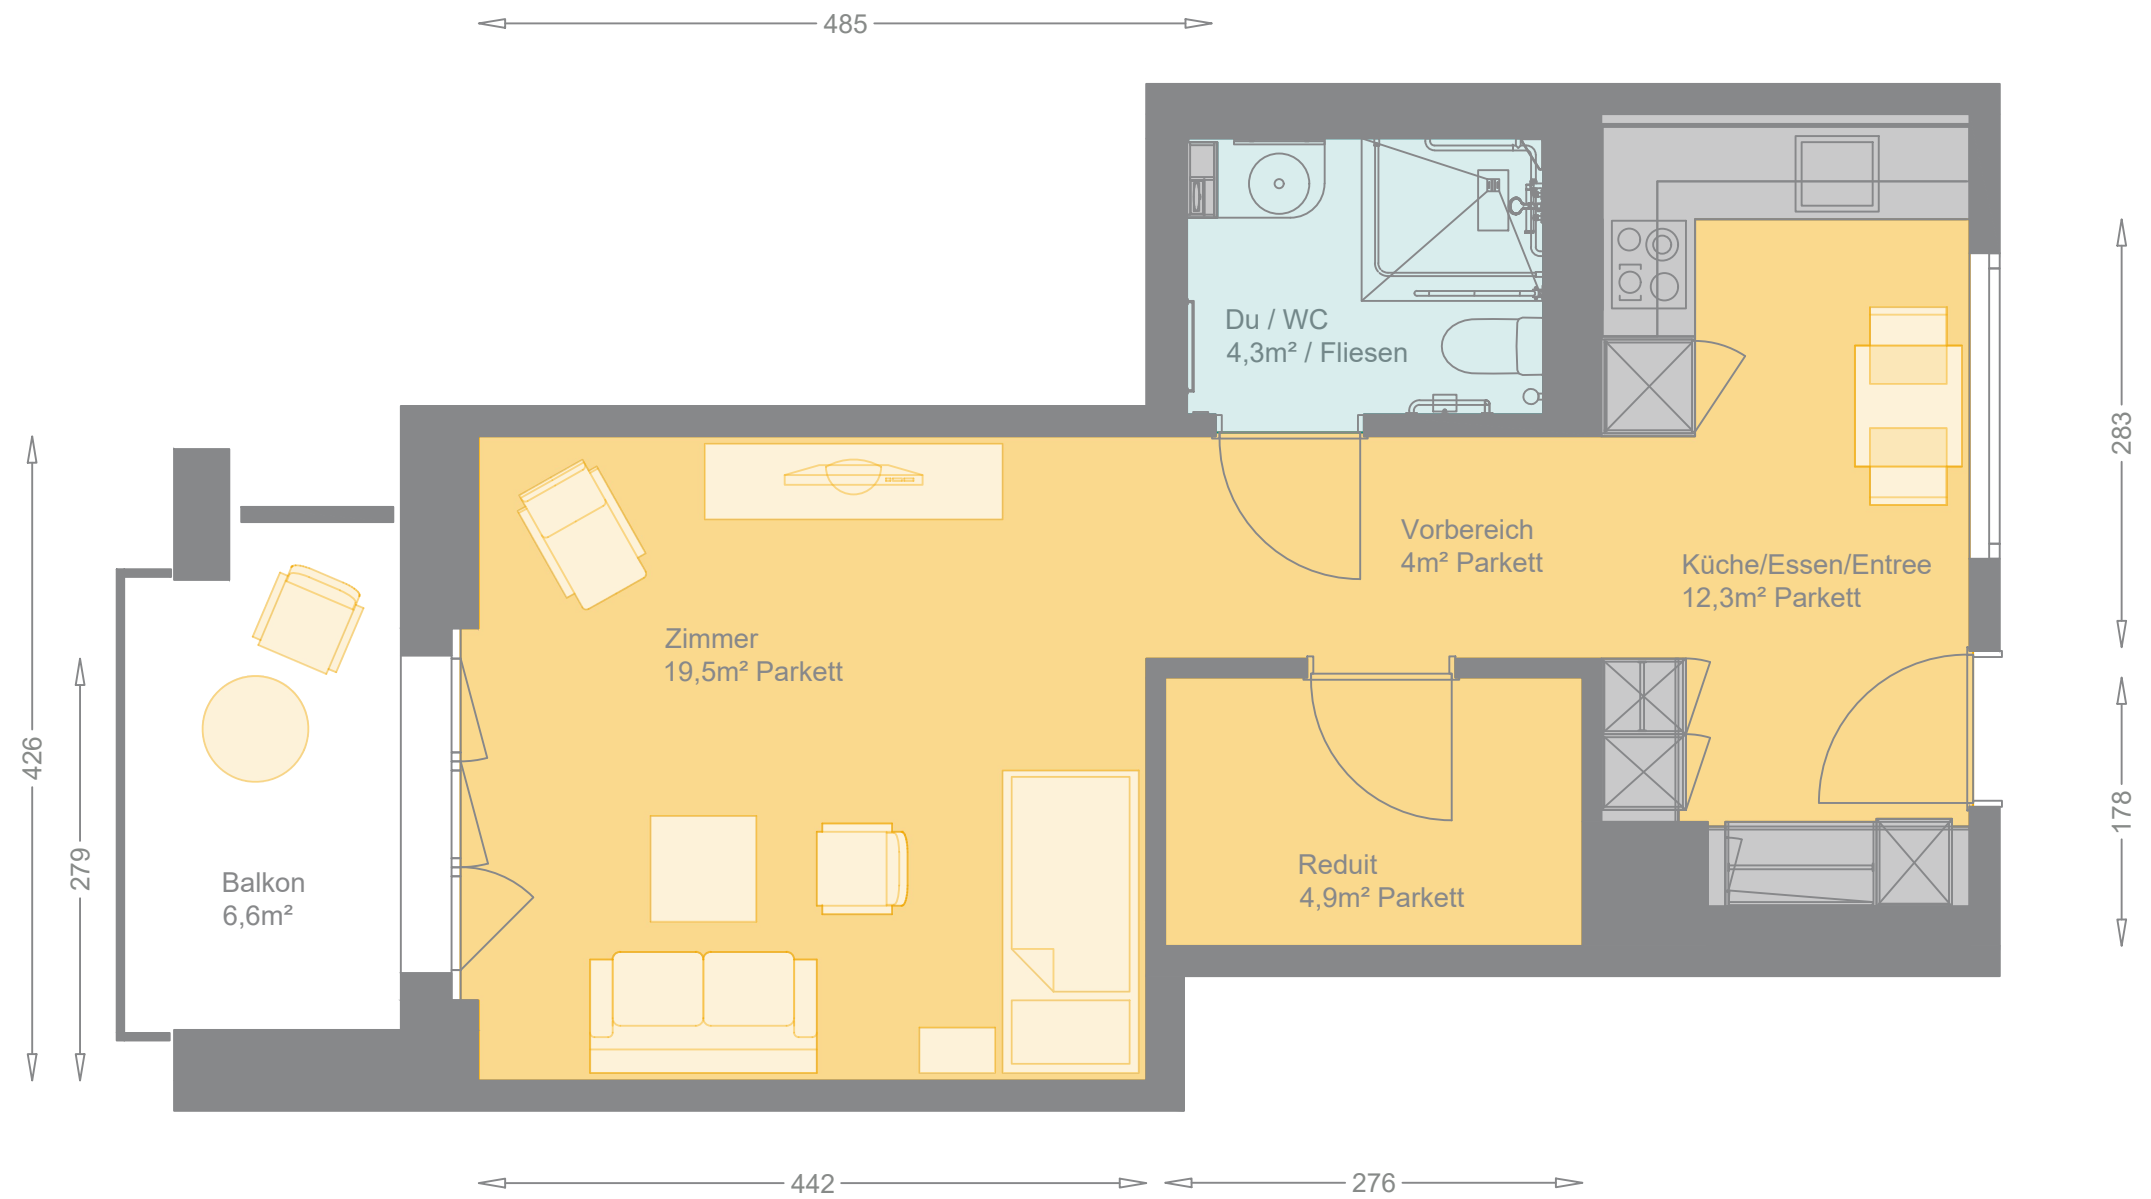 485
Du / WC
4,3m² / Fliesen
283
Vorbereich
4m² Parkett
Küche/Essen/Entree
12,3m² Parkett
Zimmer
19,5m² Parkett
426
279
178
Balkon
6,6m²
Reduit
4,9m² Parkett
442
276